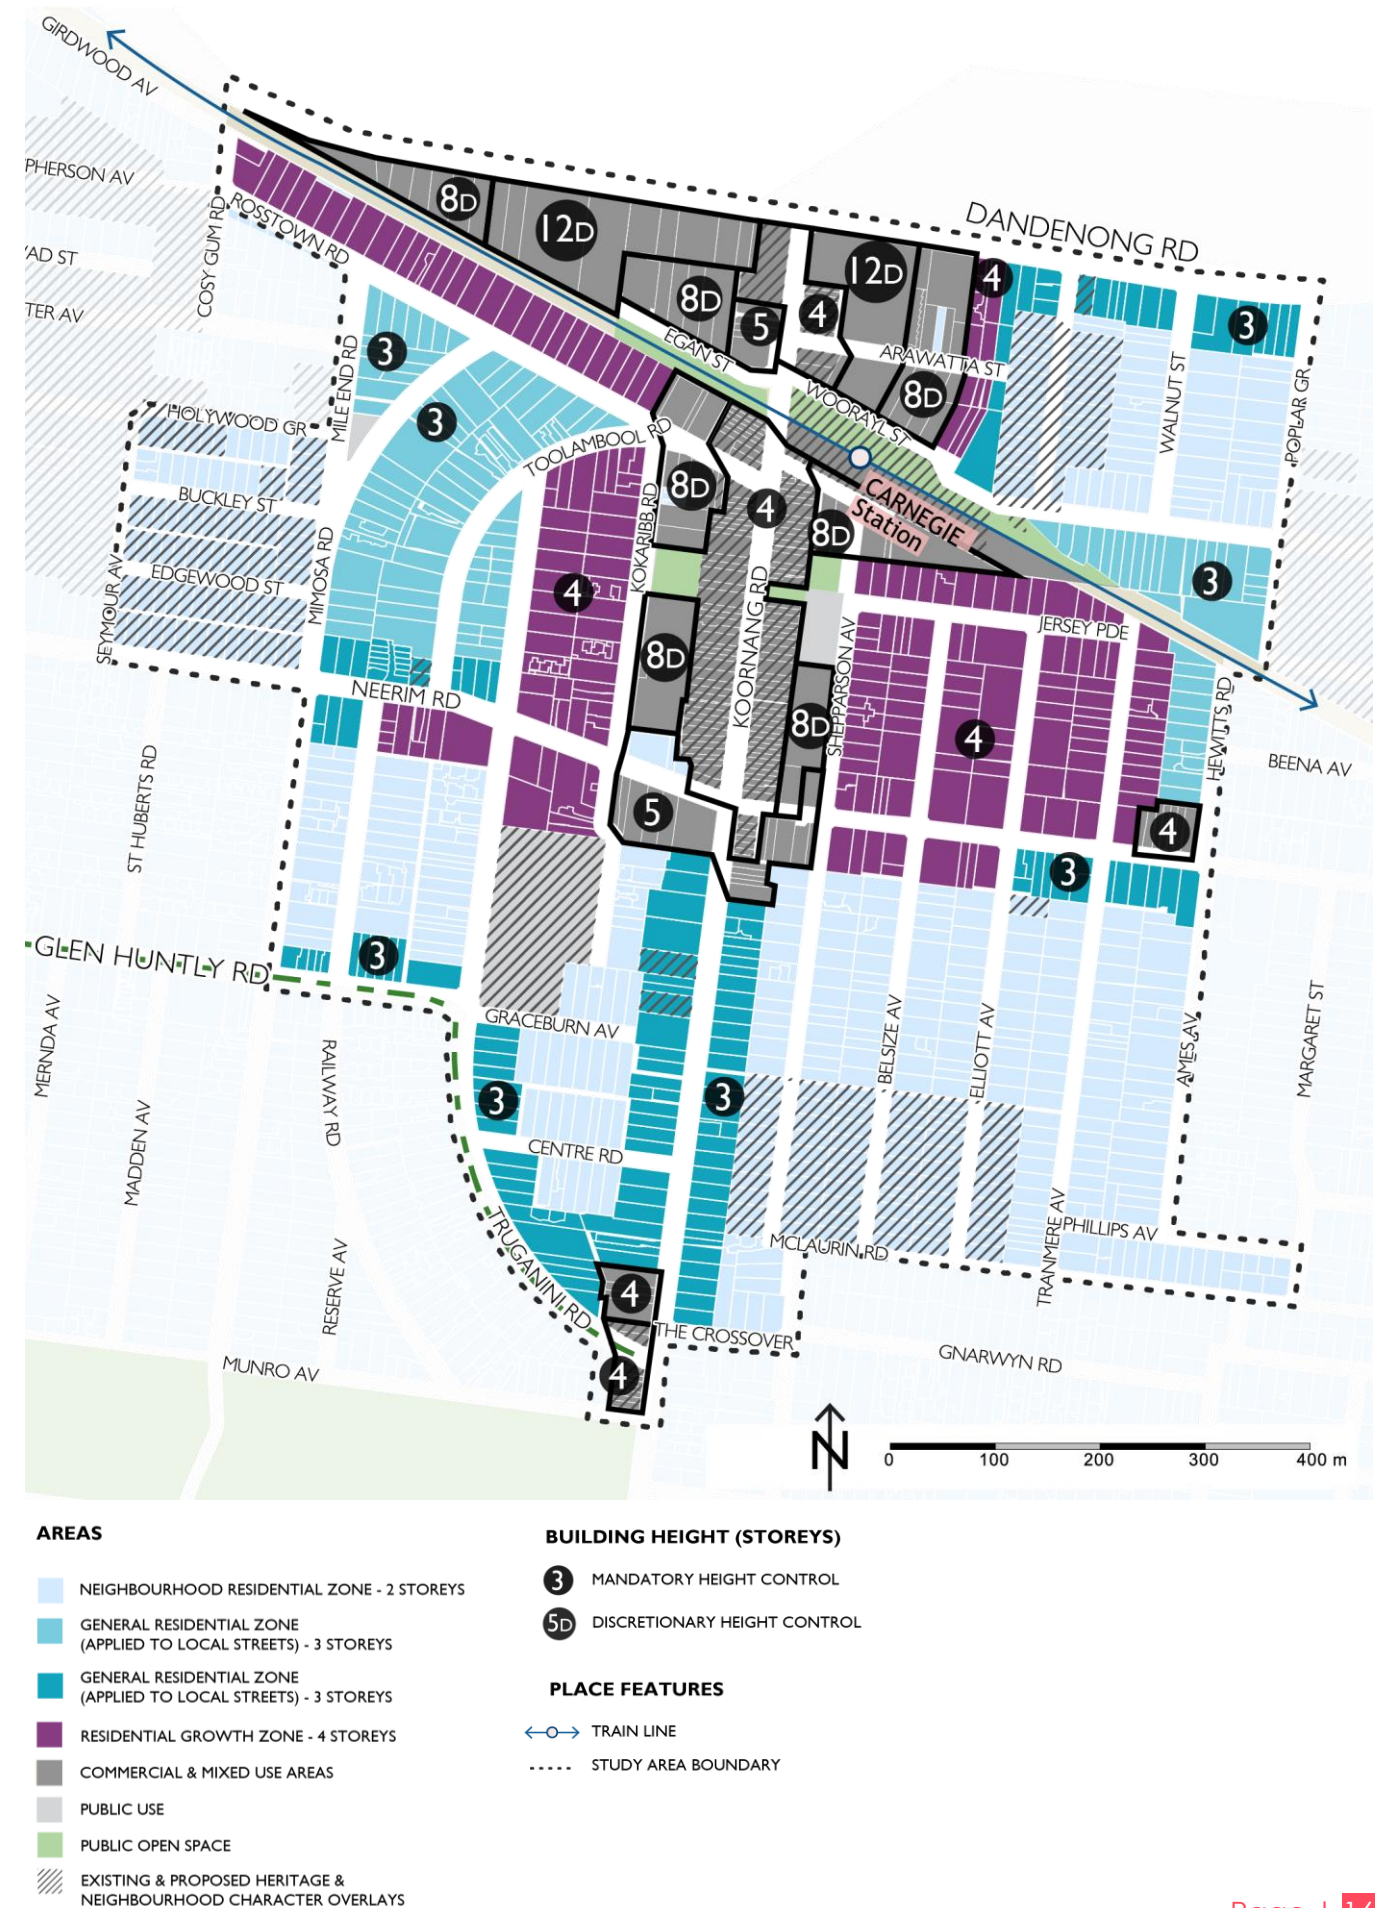 GIRDWOOD AV
PHERSON AV
ROSSTOWN RD
COSY GUM RD
DANDENONG RD
8D
12D
12D
4
8D
5
4
3
EGAN ST
ARAWATTA ST
8D
WOORAYL ST
WALNUT ST
POPLAR GR
AD ST
TER AV
3
MILE END RD
3
HOLYWOOD GR
TOOLAMBOOL RD
BUCKLEY ST
EDGEWOOD ST
SEYMOUR AV
MIMOSA RD
KOKARIBB RD
8D
4
8D
CARNEGIE
Station
3
4
8D
KOORNANG RD
JERSEY PDE
SHEPPARSON AV
8D
4
HEWITTS RD
BEENA AV
NEERIM RD
ST HUBERTS RD
5
4
3
GLEN HUNTLY RD
3
MERNDA AV
MADDEN AV
RAILWAY RD
GRACEBURN AV
BELSIZE AV
ELLIOTT AV
AMES AV
MARGARET ST
3
3
CENTRE RD
TRUGANINI RD
MCLAURIN RD
TRANMERE AV
PHILLIPS AV
RESERVE AV
4
THE CROSSOVER
4
MUNRO AV
GNARWYN RD
N
0 100 200 300 400 m
AREAS
NEIGHBOURHOOD RESIDENTIAL ZONE - 2 STOREYS
GENERAL RESIDENTIAL ZONE
(APPLIED TO LOCAL STREETS) - 3 STOREYS
GENERAL RESIDENTIAL ZONE
(APPLIED TO LOCAL STREETS) - 3 STOREYS
RESIDENTIAL GROWTH ZONE - 4 STOREYS
COMMERCIAL & MIXED USE AREAS
PUBLIC USE
PUBLIC OPEN SPACE
EXISTING & PROPOSED HERITAGE &
NEIGHBOURHOOD CHARACTER OVERLAYS
BUILDING HEIGHT (STOREYS)
3 MANDATORY HEIGHT CONTROL
5D DISCRETIONARY HEIGHT CONTROL
PLACE FEATURES
TRAIN LINE
STUDY AREA BOUNDARY